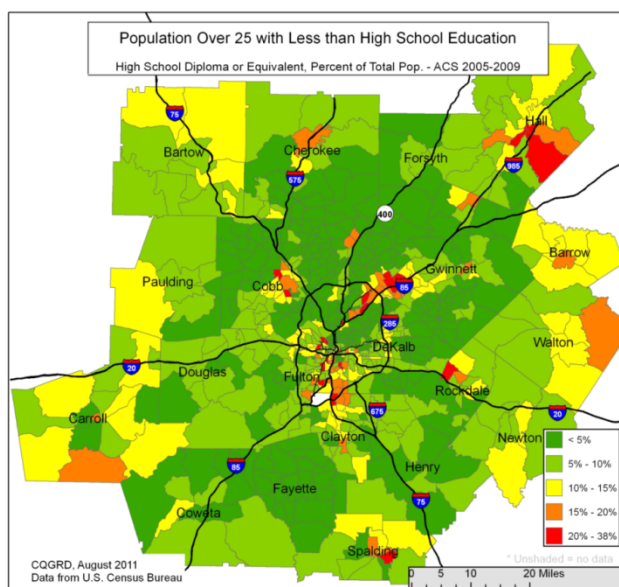 Population Over 25 with Less than High School Education
High School Diploma or Equivalent, Percent of Total Pop. - ACS 2005-2009
75
Hall
Bartow
Cherokee
Forsyth
985
575
400
Barrow
Paulding
Cobb
Gwinnett
85
285
DeKalb
Walton
20
Douglas
Fulton
Rockdale
Carroll
675
20
Clayton
Newton
85
Henry
Fayette
75
Coweta
Spalding
< 5%
5% - 10%
10% - 15%
15% - 20%
20% - 38%
* Unshaded = no data
CQGRD, August 2011
Data from U.S. Census Bureau
0 5 10 20 Miles